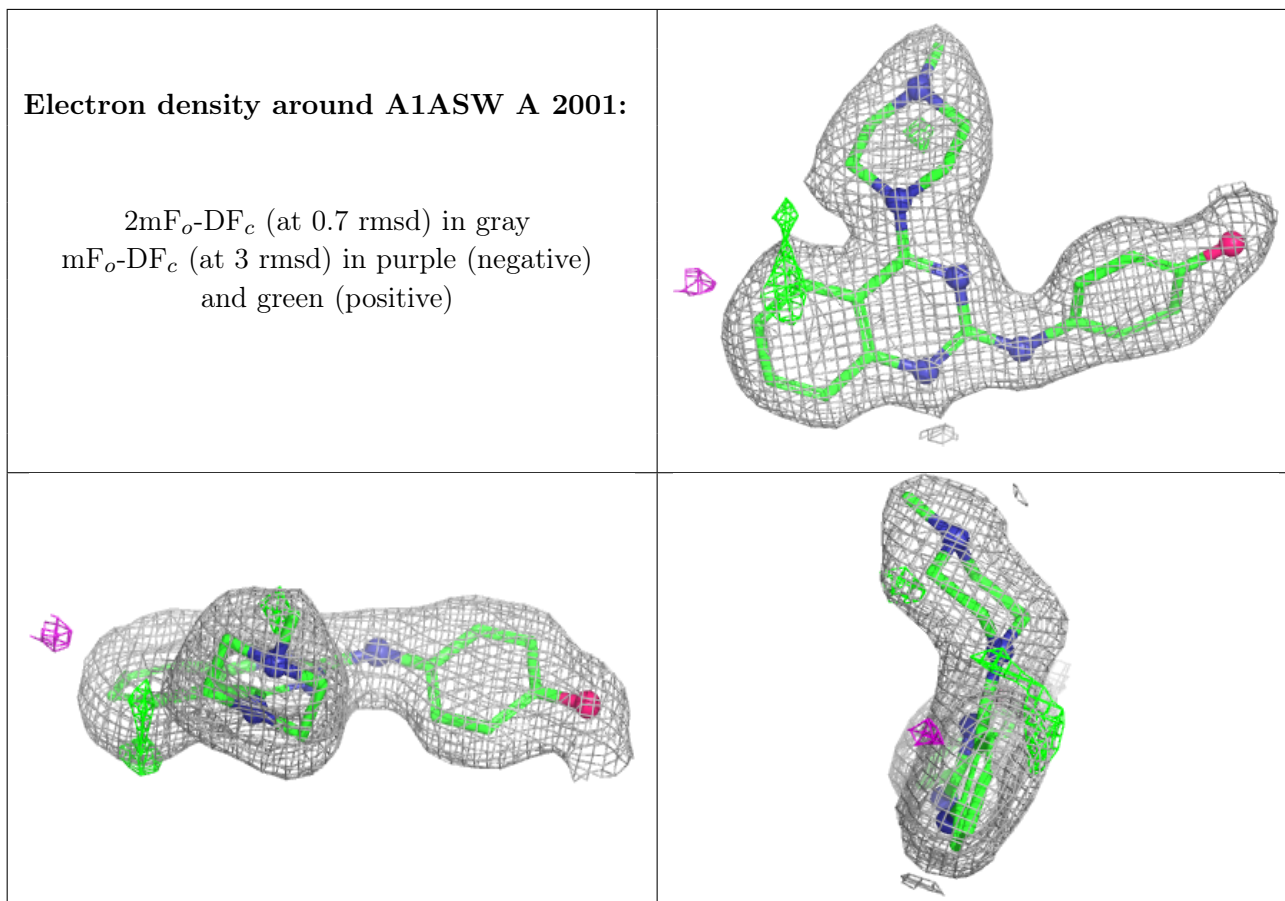 Electron density around A1ASW A 2001:
2mFo-DFc (at 0.7 rmsd) in gray
mFo-DFc (at 3 rmsd) in purple (negative)
and green (positive)